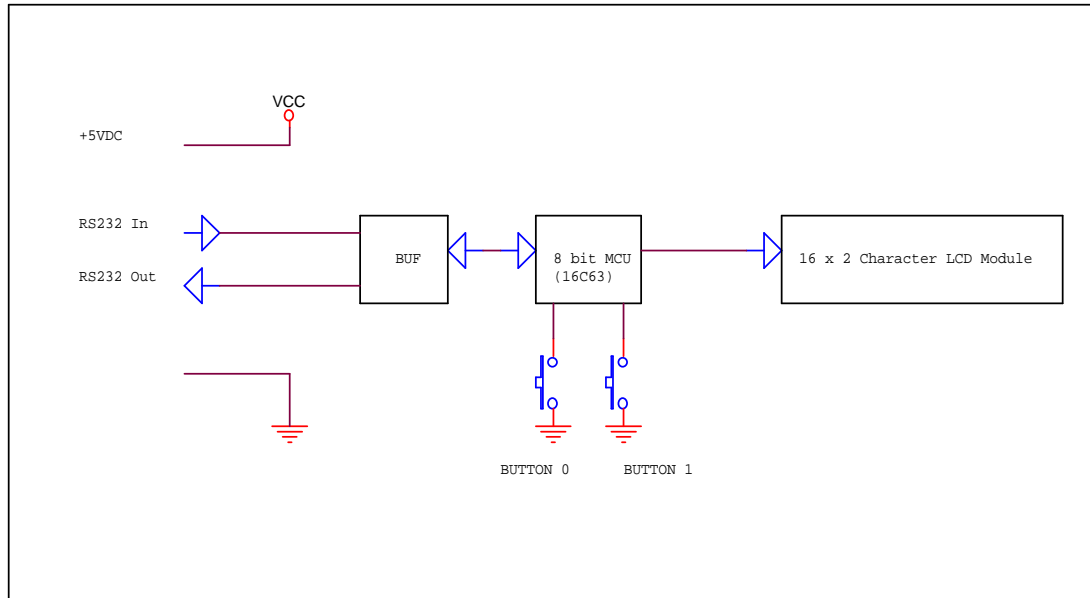 VCC
+5VDC
RS232 In
RS232 Out
BUF
8 bit MCU
(16C63)
16 x 2 Character LCD Module
BUTTON 0
BUTTON 1